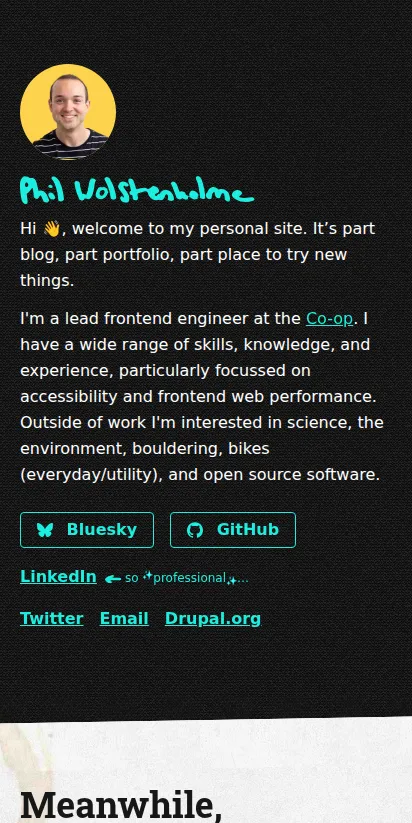 Phil Wolstenholme
Hi 👋, welcome to my personal site. It’s part
blog, part portfolio, part place to try new
things.
I'm a lead frontend engineer at the Co-op. I
have a wide range of skills, knowledge, and
experience, particularly focussed on
accessibility and frontend web performance.
Outside of work I'm interested in science, the
environment, bouldering, bikes
(everyday/utility), and open source software.
Bluesky GitHub
LinkedIn so ✨professional✨...
Twitter Email Drupal.org
Meanwhile,